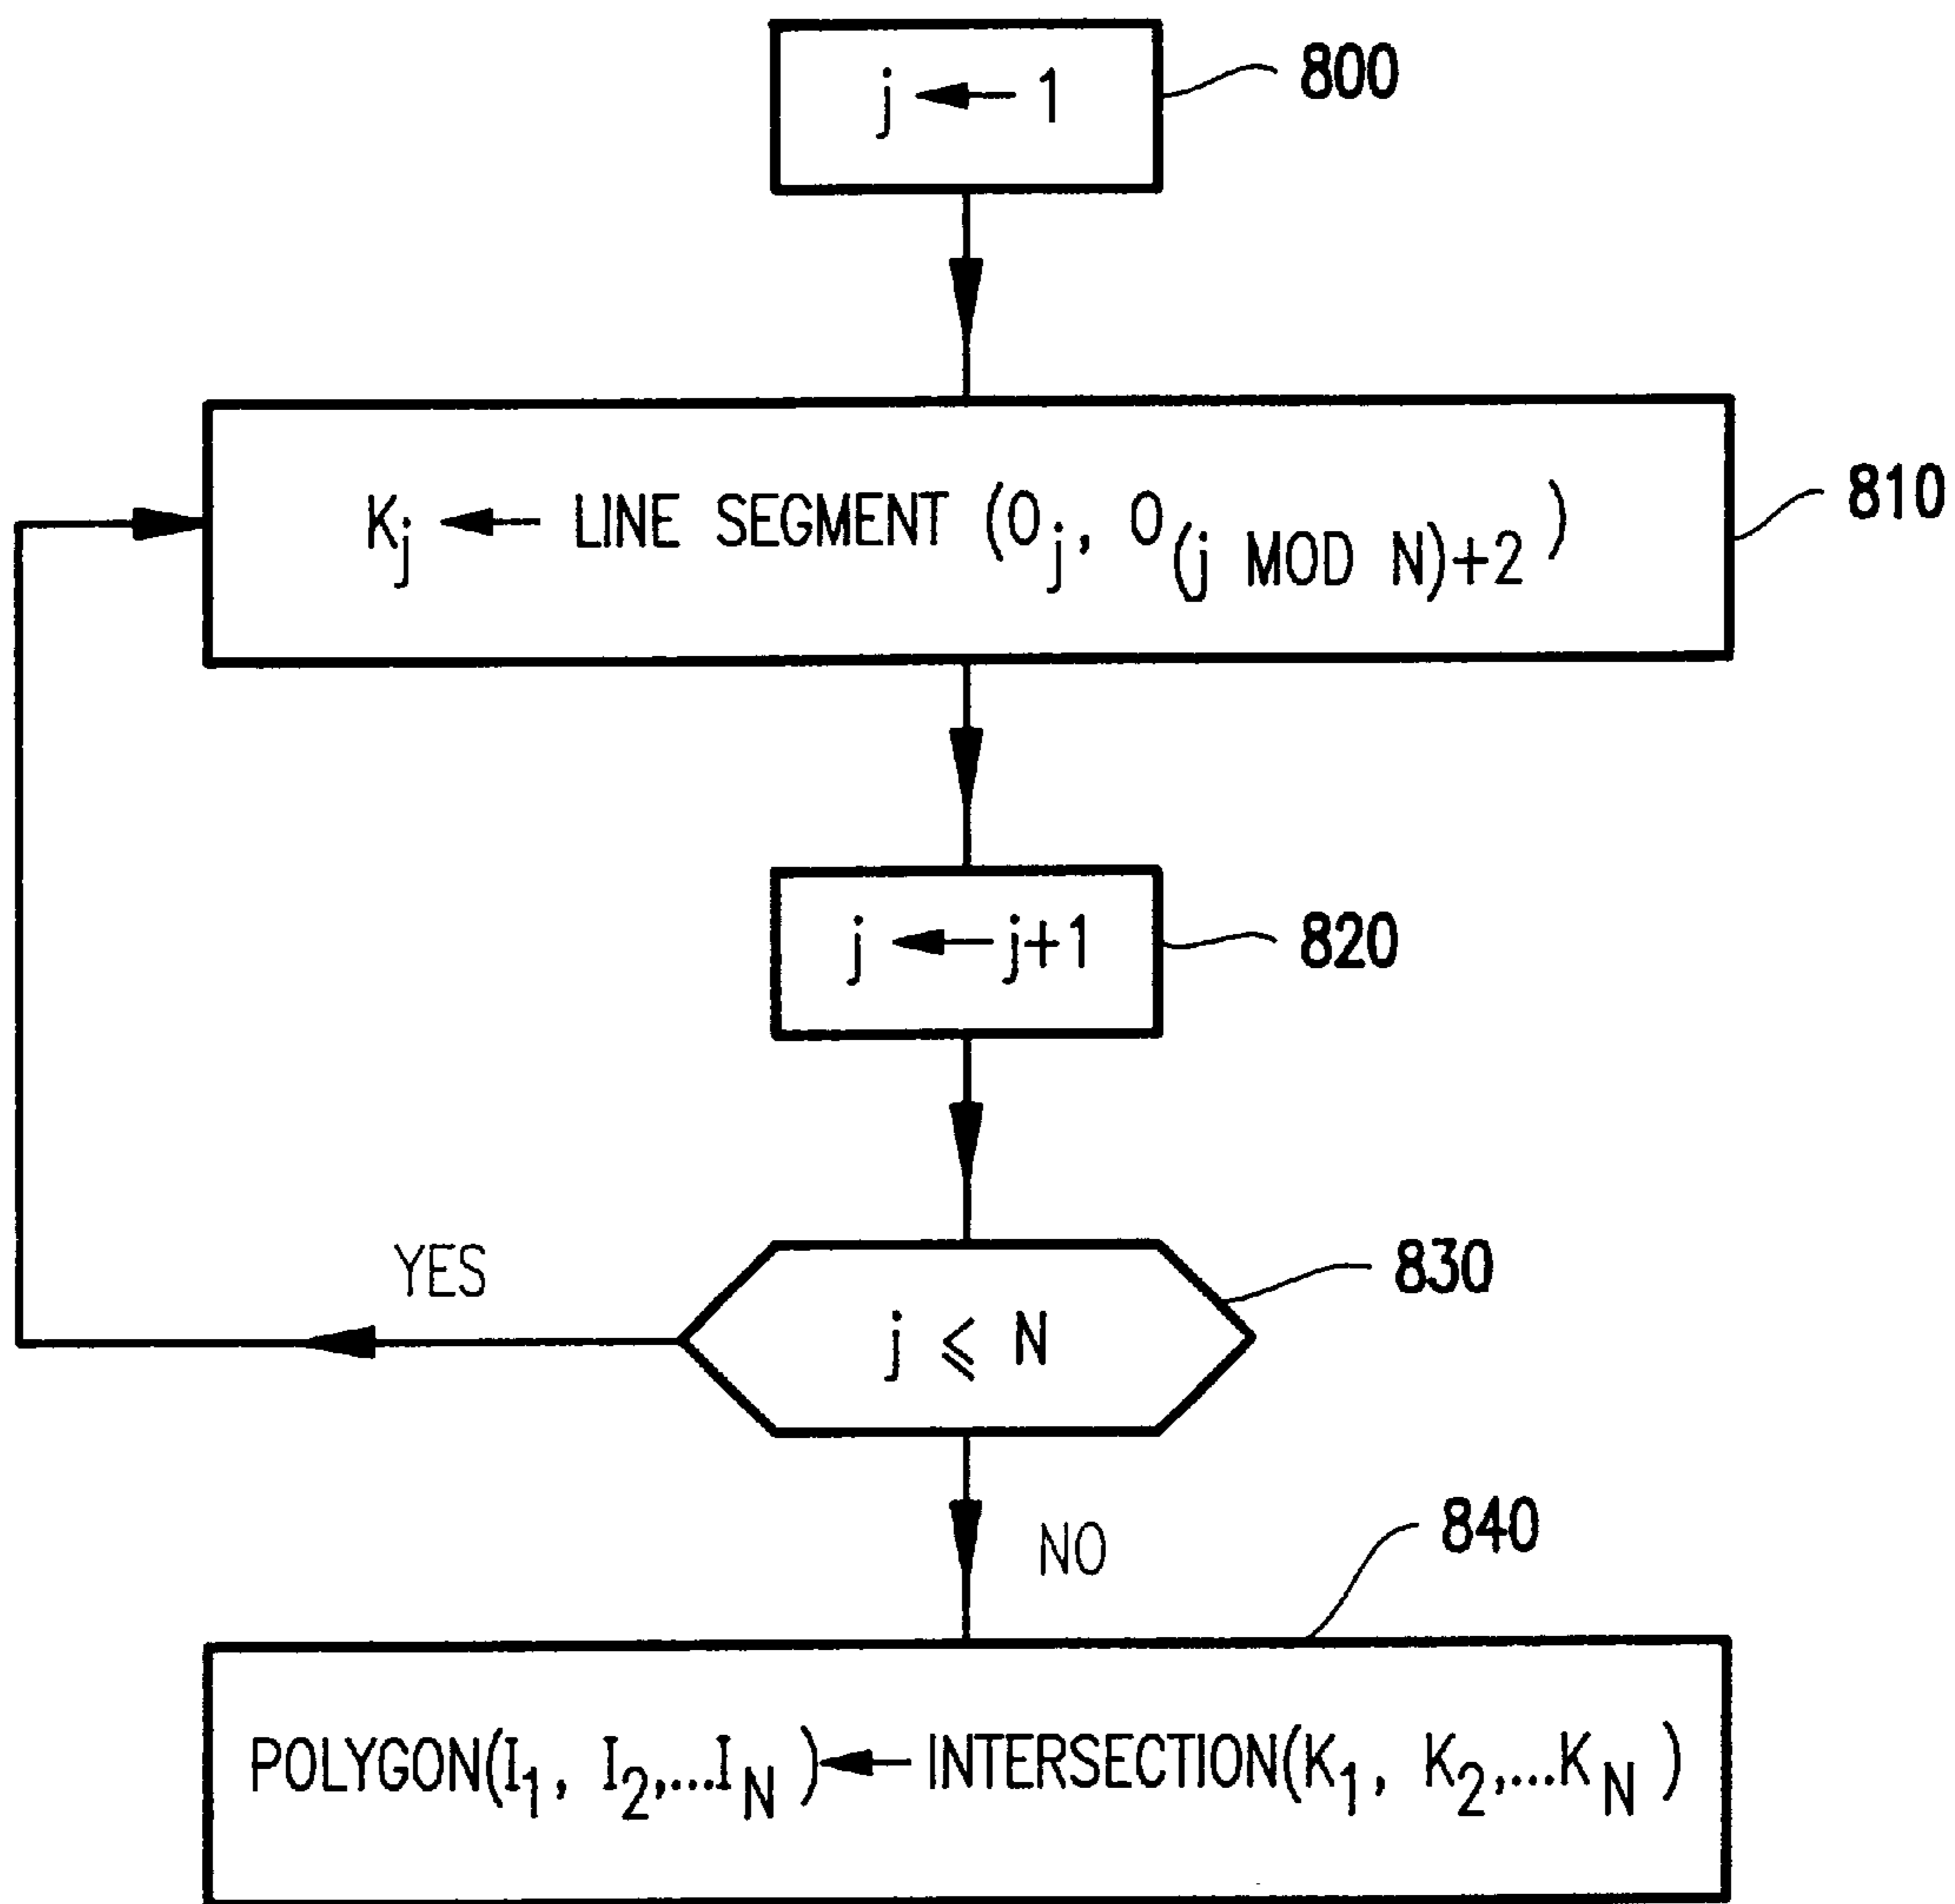 j ← 1
800
K_j ← LINE SEGMENT (O_j, O_(j MOD N)+2)
810
j ← j+1
820
830
YES
j ⩽ N
NO
840
POLYGON(I_1, I_2,...I_N) ← INTERSECTION(K_1, K_2,...K_N)